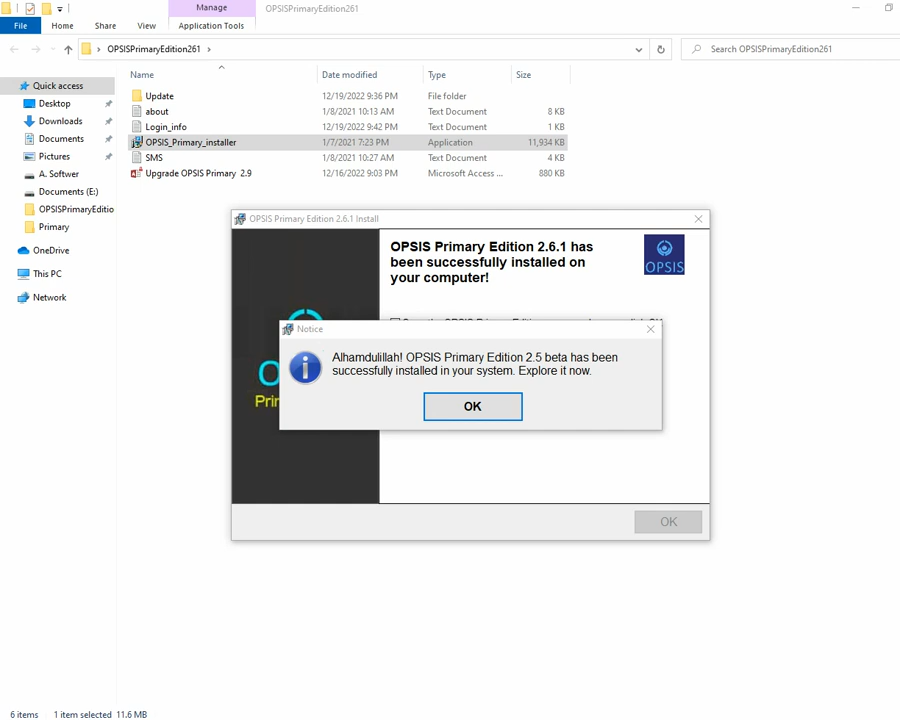 Manage
OPSISPrimaryEdition261
File
Home
Share
View
Application Tools
OPSISPrimaryEdition261
Search OPSISPrimaryEdition261
Name
Date modified
Type
Size
Quick access
Desktop
Downloads
Documents
Pictures
A. Softwer
Documents (E:)
OPSISPrimaryEditio
Primary
OneDrive
This PC
Network
Update 12/19/2022 9:36 PM File folder
about 1/8/2021 10:13 AM Text Document 8 KB
Login_info 12/19/2022 9:42 PM Text Document 1 KB
OPSIS_Primary_installer 1/7/2021 7:23 PM Application 11,934 KB
SMS 1/8/2021 10:27 AM Text Document 4 KB
Upgrade OPSIS Primary 2.9 12/16/2022 9:03 PM Microsoft Access ... 880 KB
OPSIS Primary Edition 2.6.1 Install
OPSIS Primary Edition 2.6.1 has
been successfully installed on
your computer!
OPSIS
Notice
Alhamdulillah! OPSIS Primary Edition 2.5 beta has been
successfully installed in your system. Explore it now.
OK
O
Pri
OK
6 items
1 item selected 11.6 MB